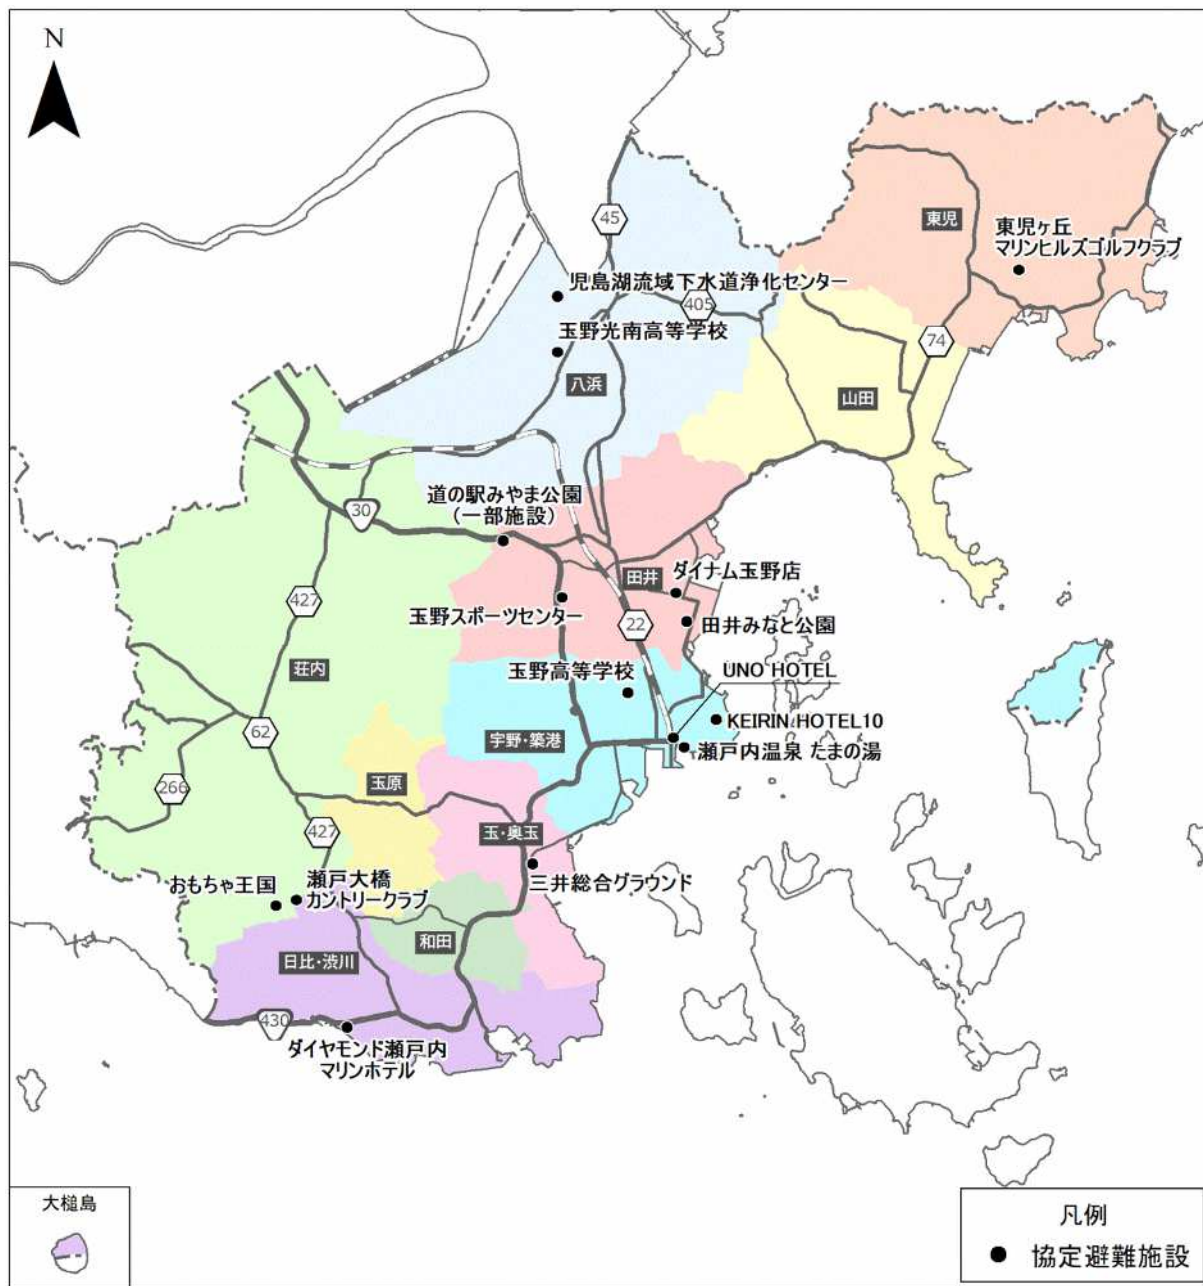 N
45
東児
東児ヶ丘
マリンヒルズゴルフクラブ
児島湖流域下水道浄化センター
405
玉野光南高等学校
74
八浜
山田
道の駅みやま公園
（一部施設）
30
田井
ダイナム玉野店
427
玉野スポーツセンター
22
田井みなと公園
荘内
玉野高等学校
UNO HOTEL
KEIRIN HOTEL10
62
宇野・築港
瀬戸内温泉 たまの湯
266
玉原
427
玉・奥玉
三井総合グラウンド
おもちゃ王国
瀬戸大橋
カントリークラブ
和田
日比・渋川
430
ダイヤモンド瀬戸内
マリンホテル
大槌島
凡例
協定避難施設